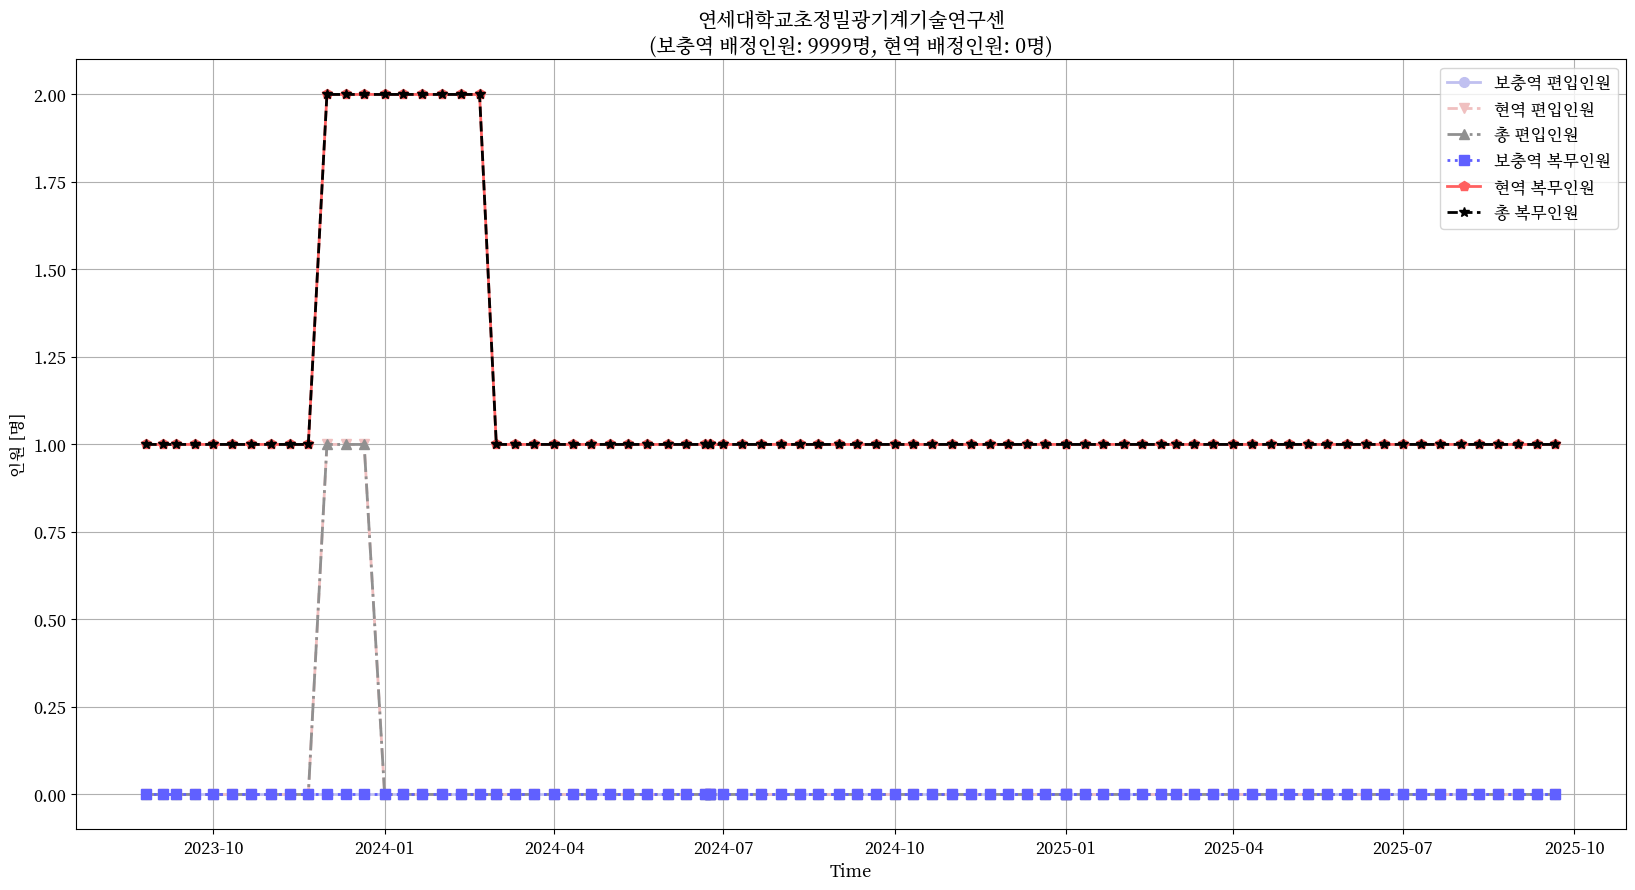 연세대학교초정밀광기계기술연구센
(보충역 배정인원: 9999명, 현역 배정인원: 0명)
보충역 편입인원
현역 편입인원
총 편입인원
보충역 복무인원
현역 복무인원
총 복무인원
2.00
1.75
1.50
1.25
1.00
0.75
0.50
0.25
0.00
인원 [명]
2023-10
2024-01
2024-04
2024-07
2024-10
2025-01
2025-04
2025-07
2025-10
Time